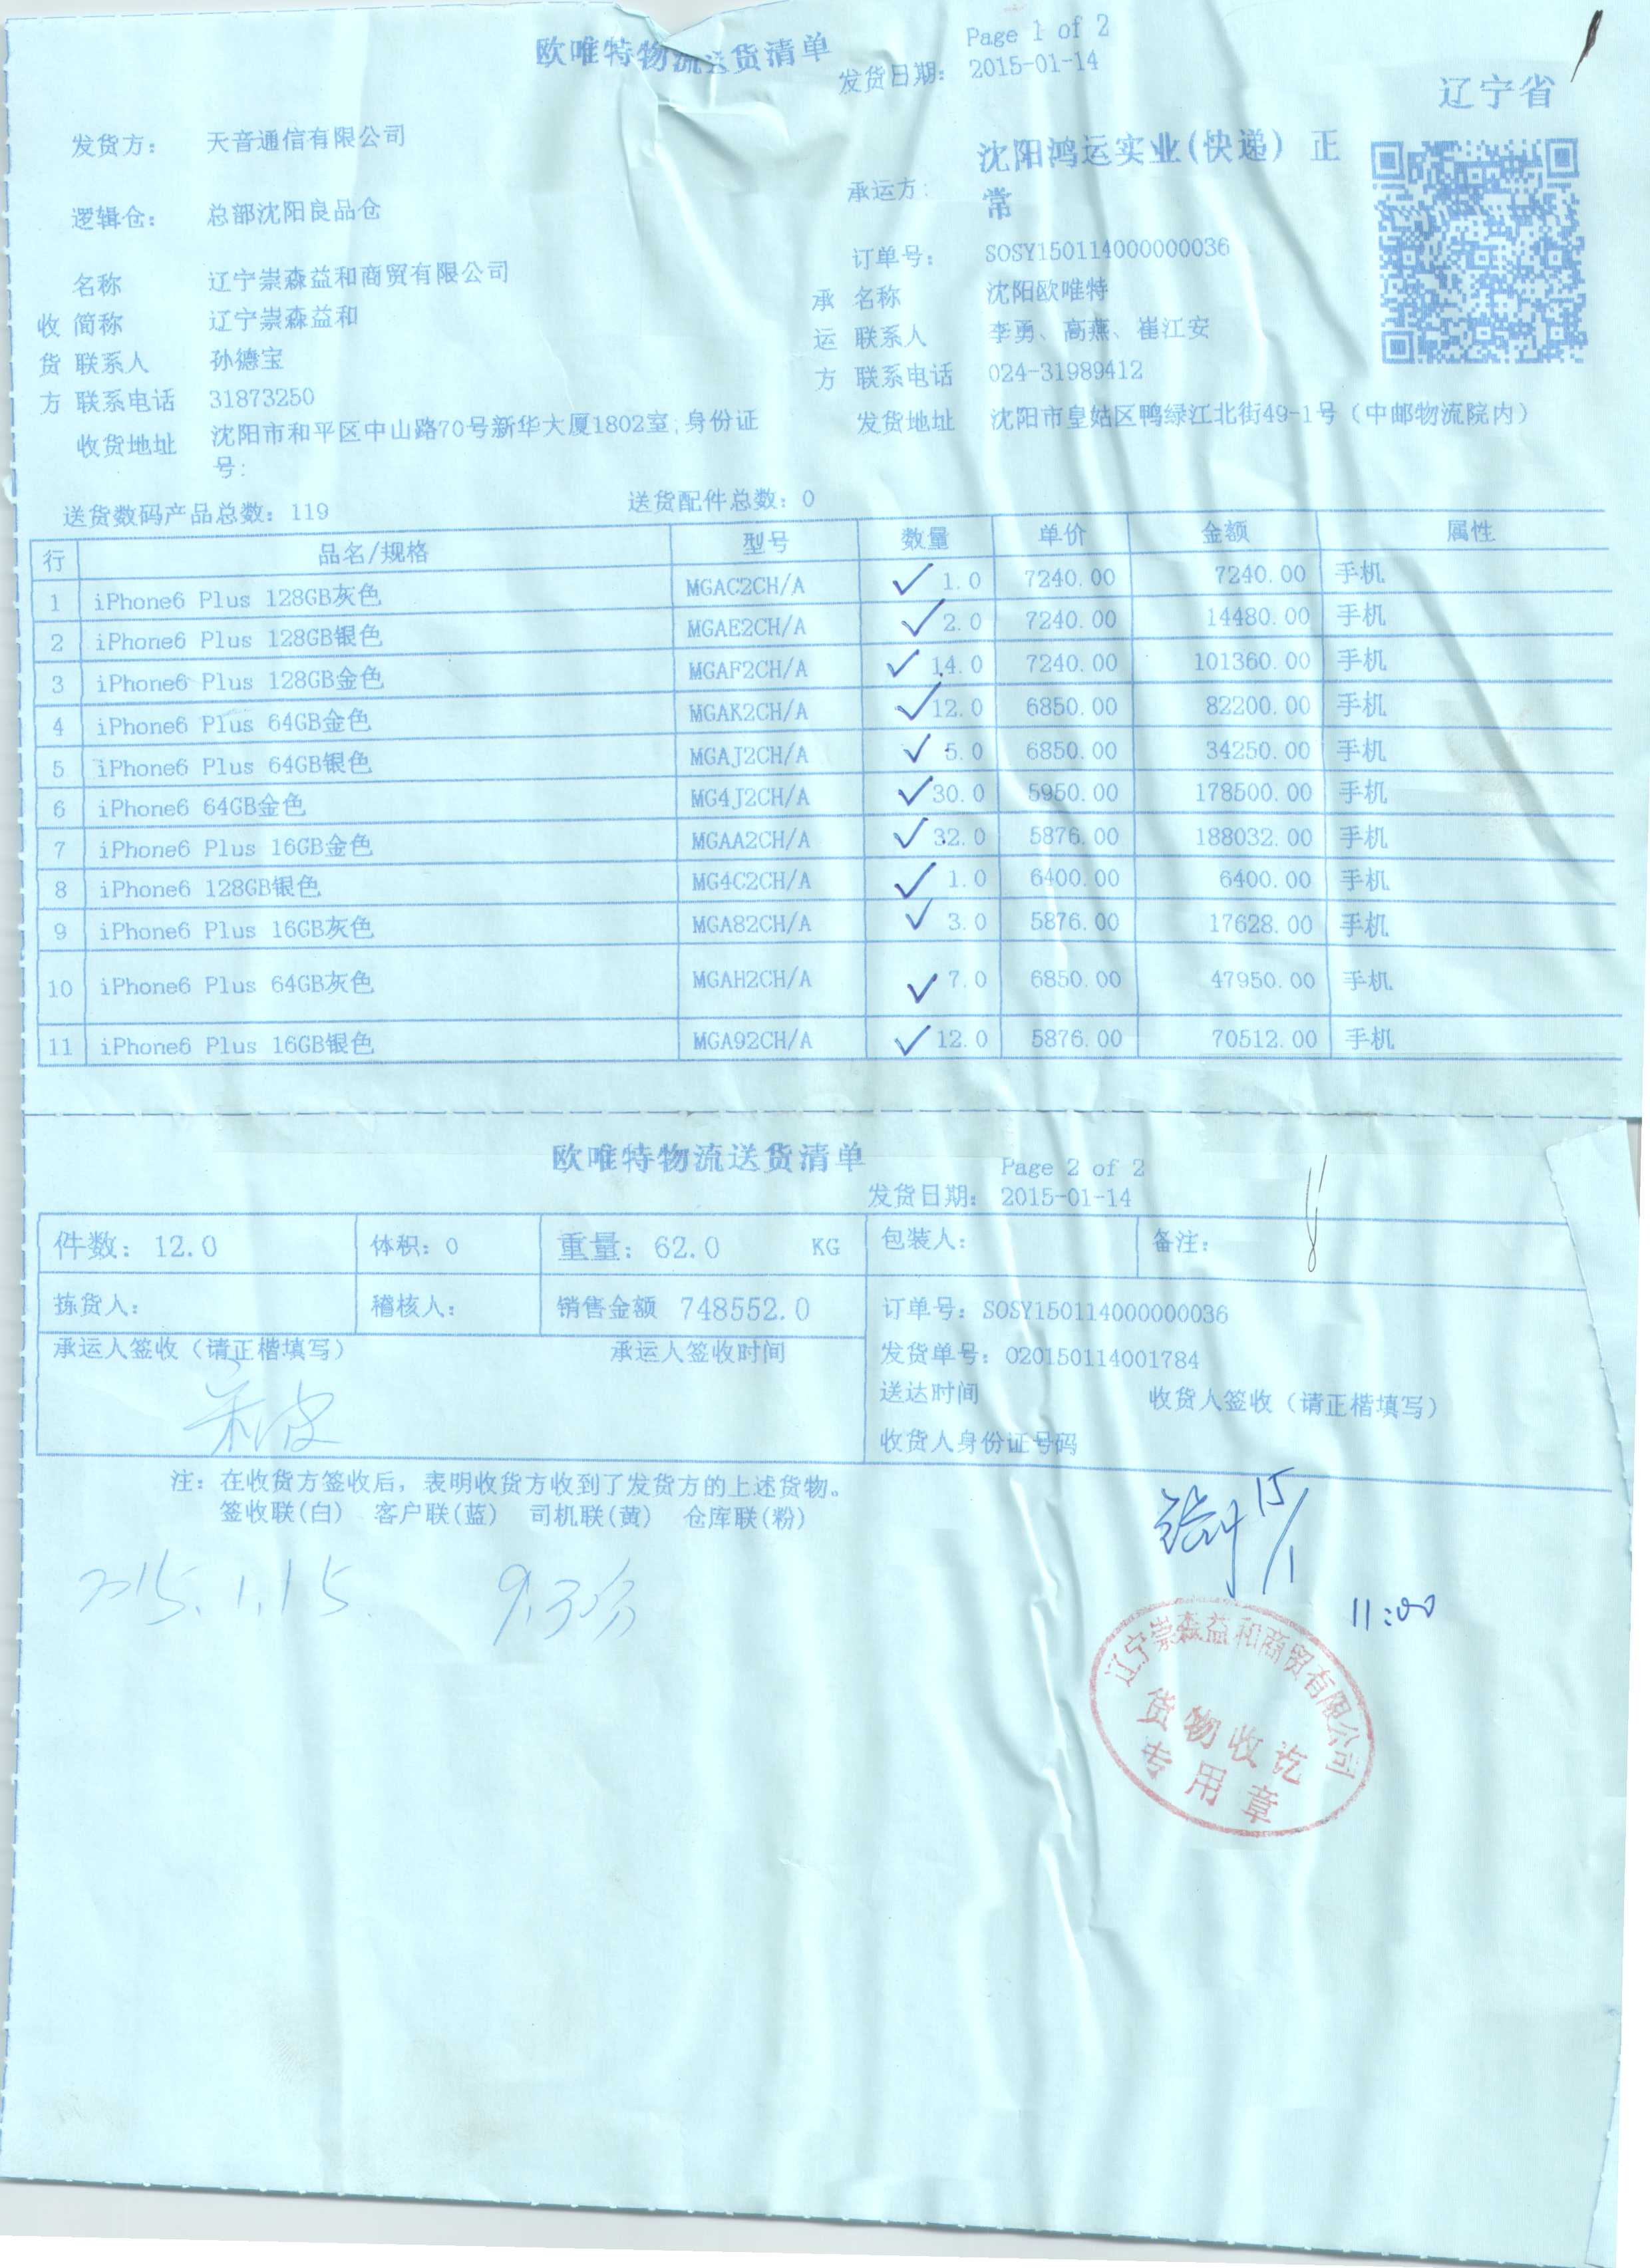 欧唯特物流送货清单
Page 1 of 2
发货日期: 2015-01-14
辽宁省
发货方: 天音通信有限公司
承运方: 沈阳鸿运实业(快递) 正常
逻辑仓: 总部沈阳良品仓
订单号: SOSY150114000000036
收货方
名称 辽宁崇森益和商贸有限公司
简称 辽宁崇森益和
联系人 孙德宝
联系电话 31873250
收货地址 沈阳市和平区中山路70号新华大厦1802室;身份证号:
承运方
名称 沈阳欧唯特
联系人 李勇、高燕、崔江安
联系电话 024-31989412
发货地址 沈阳市皇姑区鸭绿江北街49-1号(中邮物流院内)
送货数码产品总数: 119 送货配件总数: 0
行 品名/规格 型号 数量 单价 金额 属性
1 iPhone6 Plus 128GB灰色 MGAC2CH/A ✓ 1.0 7240.00 7240.00 手机
2 iPhone6 Plus 128GB银色 MGAE2CH/A ✓ 2.0 7240.00 14480.00 手机
3 iPhone6 Plus 128GB金色 MGAF2CH/A ✓ 14.0 7240.00 101360.00 手机
4 iPhone6 Plus 64GB金色 MGAK2CH/A ✓ 12.0 6850.00 82200.00 手机
5 iPhone6 Plus 64GB银色 MGAJ2CH/A ✓ 5.0 6850.00 34250.00 手机
6 iPhone6 64GB金色 MG4J2CH/A ✓ 30.0 5950.00 178500.00 手机
7 iPhone6 Plus 16GB金色 MGAA2CH/A ✓ 32.0 5876.00 188032.00 手机
8 iPhone6 128GB银色 MG4C2CH/A ✓ 1.0 6400.00 6400.00 手机
9 iPhone6 Plus 16GB灰色 MGA82CH/A ✓ 3.0 5876.00 17628.00 手机
10 iPhone6 Plus 64GB灰色 MGAH2CH/A ✓ 7.0 6850.00 47950.00 手机
11 iPhone6 Plus 16GB银色 MGA92CH/A ✓ 12.0 5876.00 70512.00 手机
欧唯特物流送货清单
Page 2 of 2
发货日期: 2015-01-14
件数: 12.0 体积: 0 重量: 62.0 KG 包装人: 备注:
拣货人: 稽核人: 销售金额 748552.0 订单号: SOSY150114000000036
承运人签收(请正楷填写) 承运人签收时间
发货单号: O20150114001784
送达时间 收货人签收(请正楷填写)
收货人身份证号码
注: 在收货方签收后, 表明收货方收到了发货方的上述货物。
签收联(白) 客户联(蓝) 司机联(黄) 仓库联(粉)
2015.1.15
15/1
11:00
辽宁崇森益和商贸有限公司
货物收讫
专用章